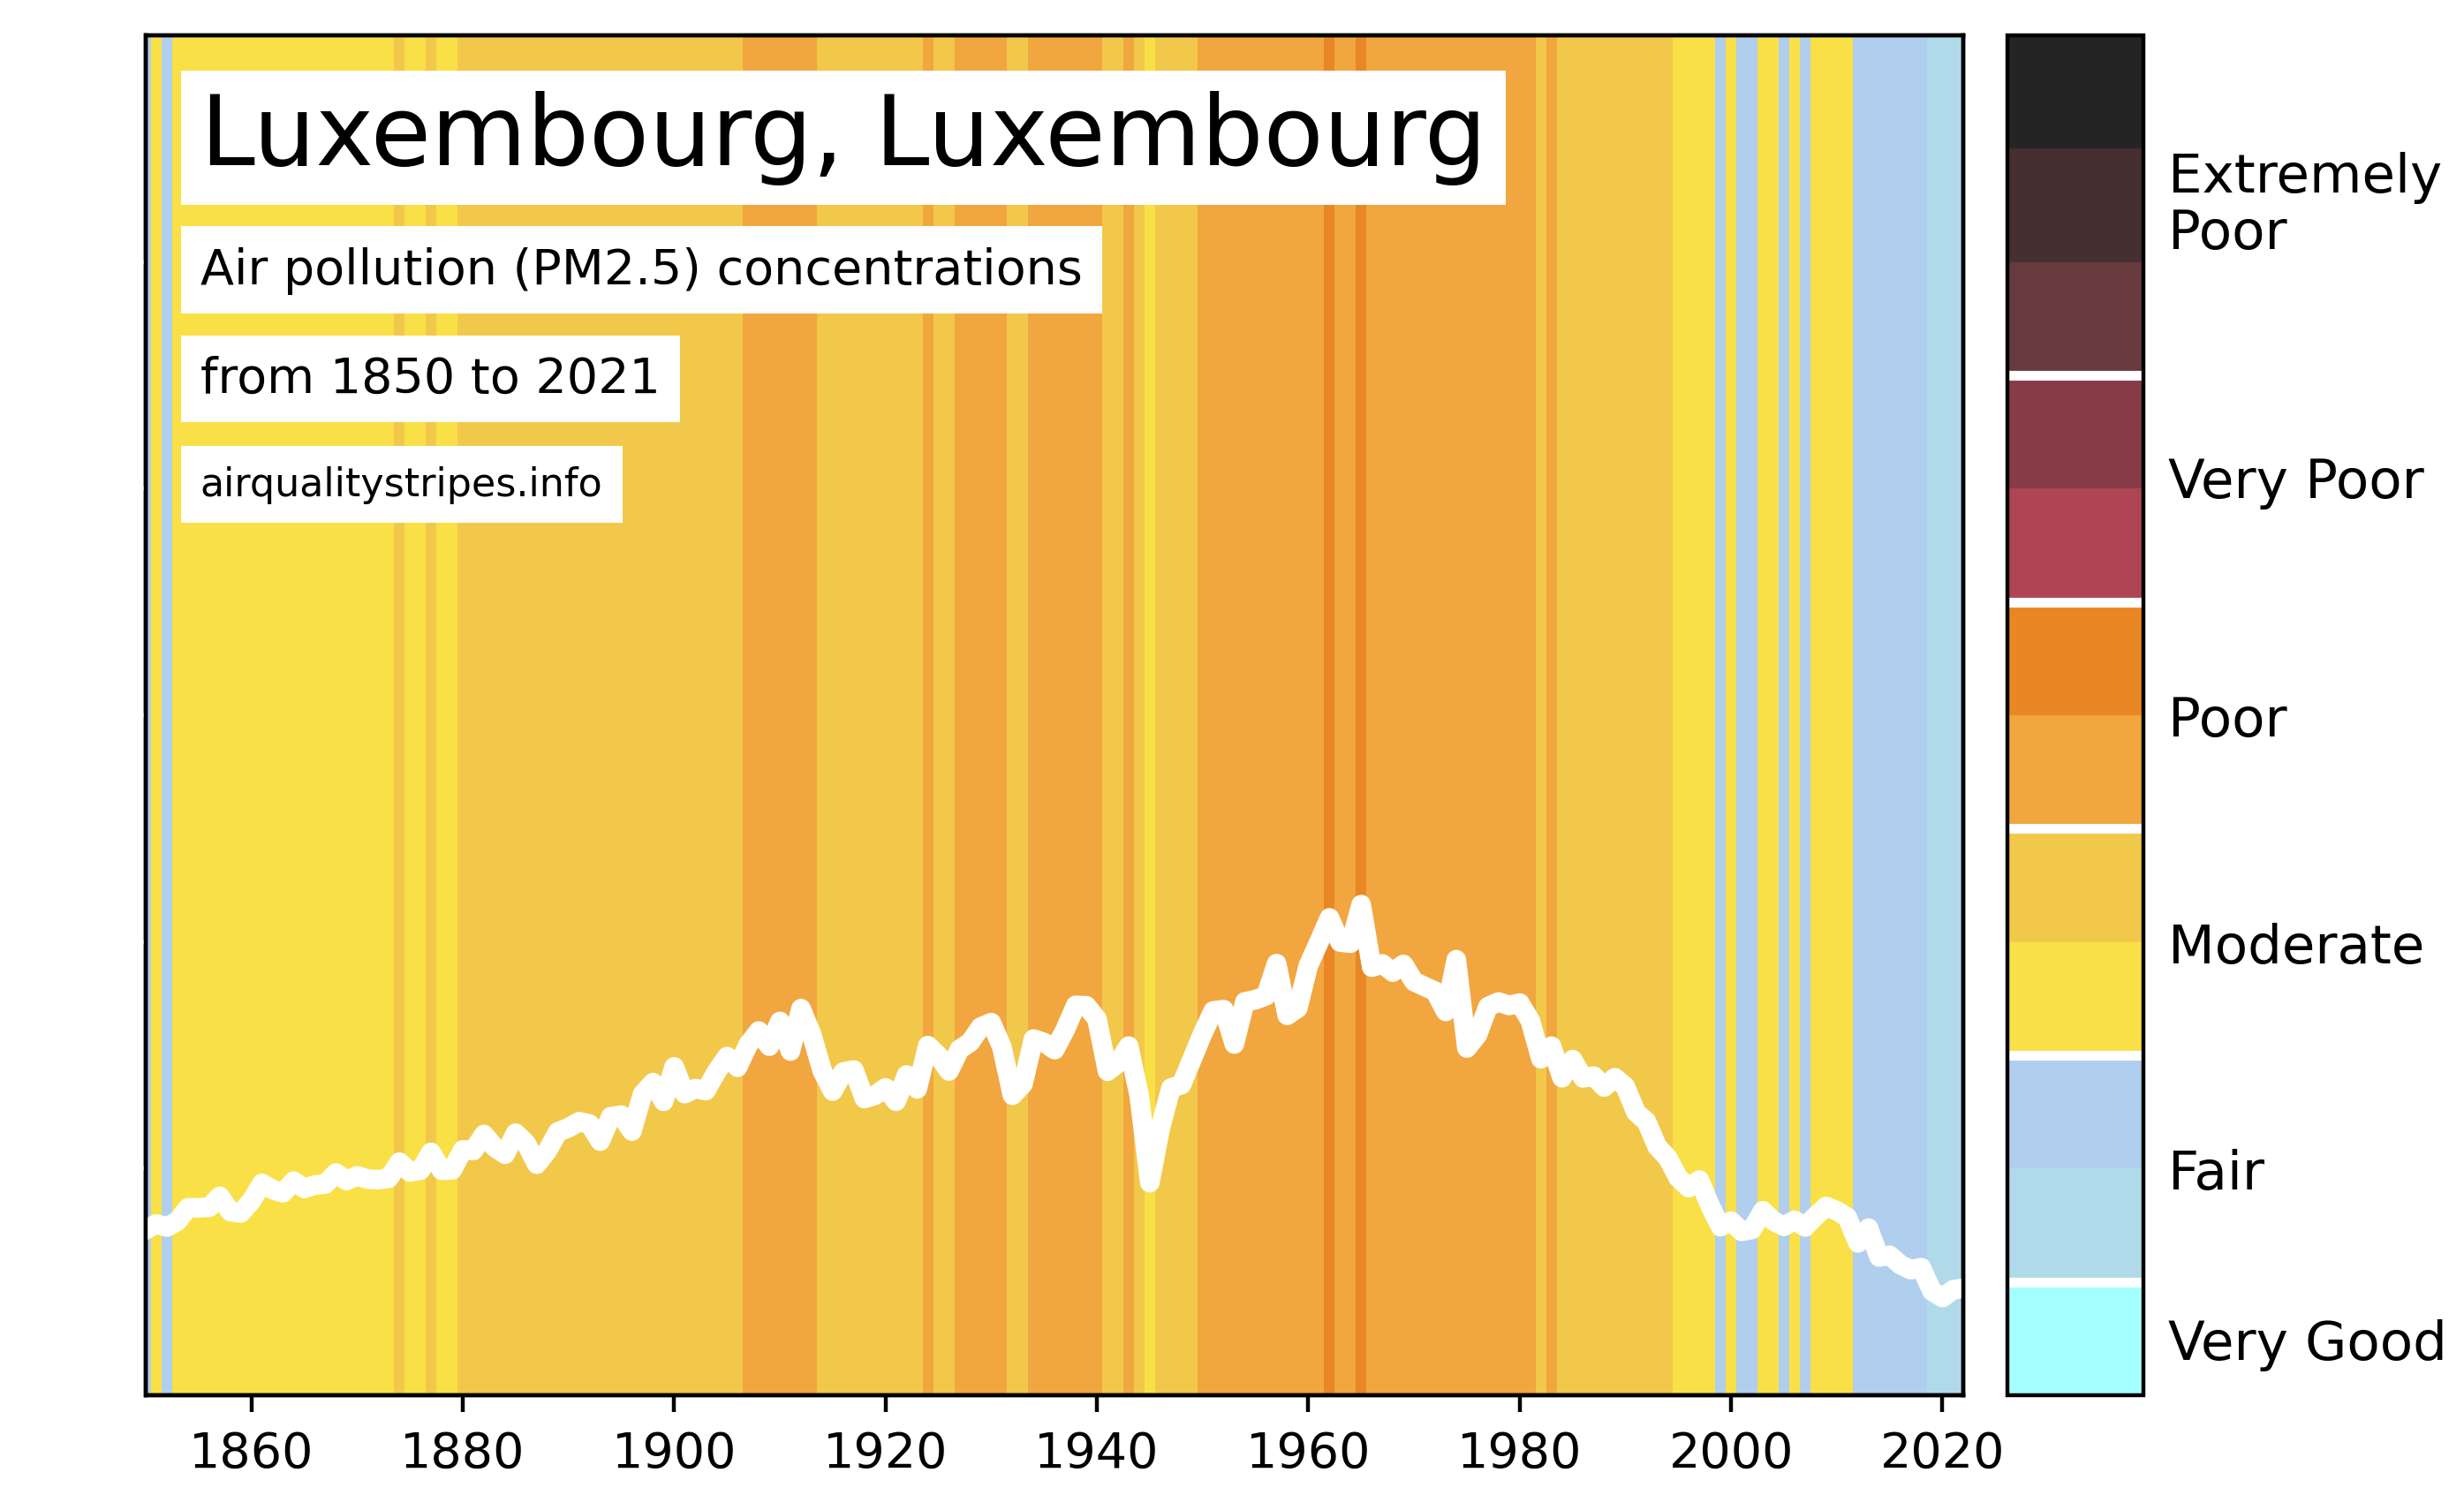 Luxembourg, Luxembourg
Air pollution (PM2.5) concentrations
from 1850 to 2021
airqualitystripes.info
Extremely
Poor
Very Poor
Poor
Moderate
Fair
Very Good
1860 1880 1900 1920 1940 1960 1980 2000 2020